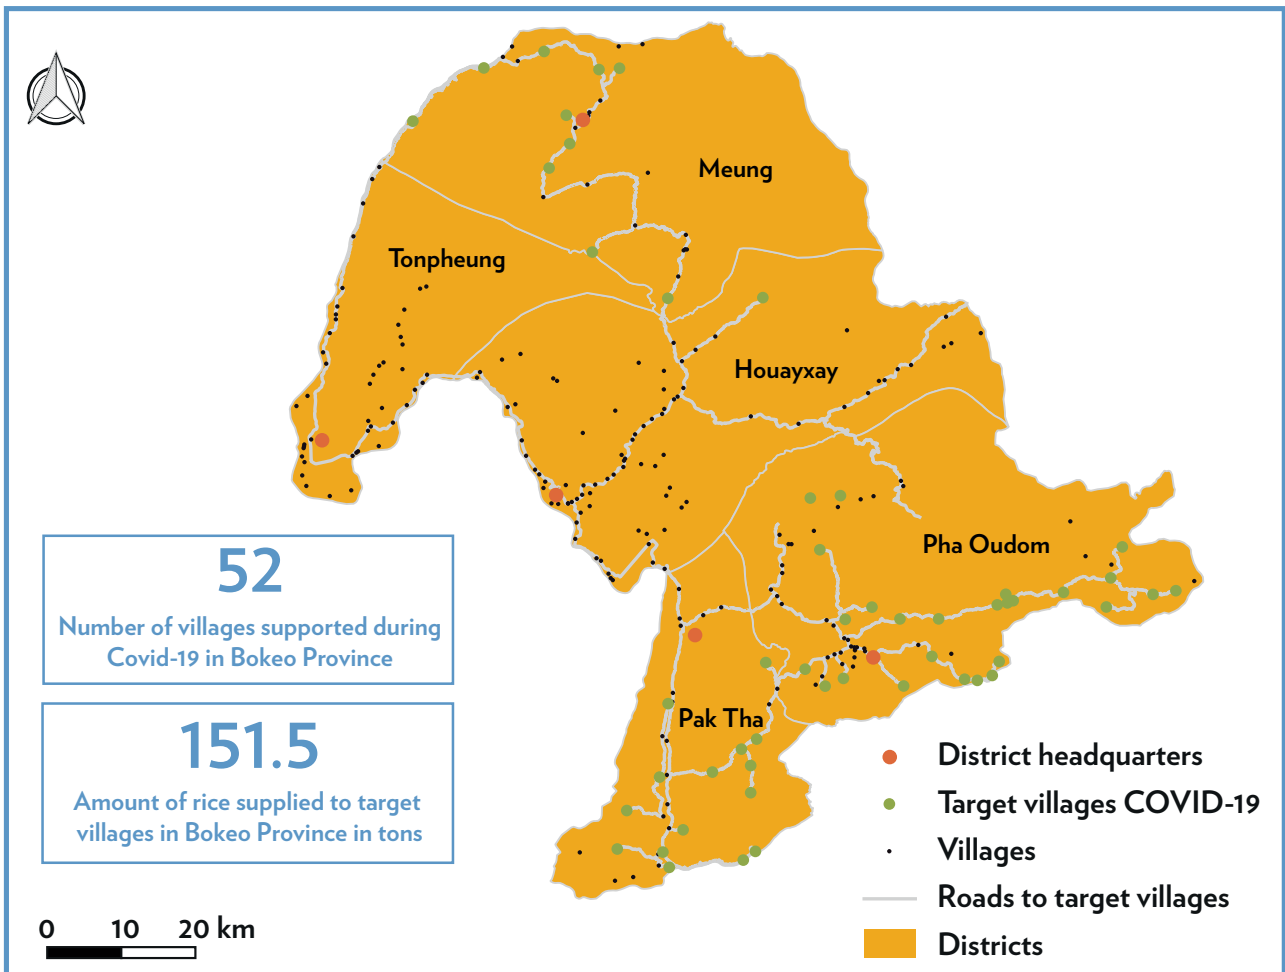 Meung
Tonpheung
Houayxay
Pha Oudom
Pak Tha
52
Number of villages supported during
Covid-19 in Bokeo Province
151.5
Amount of rice supplied to target
villages in Bokeo Province in tons
0 10 20 km
District headquarters
Target villages COVID-19
Villages
Roads to target villages
Districts